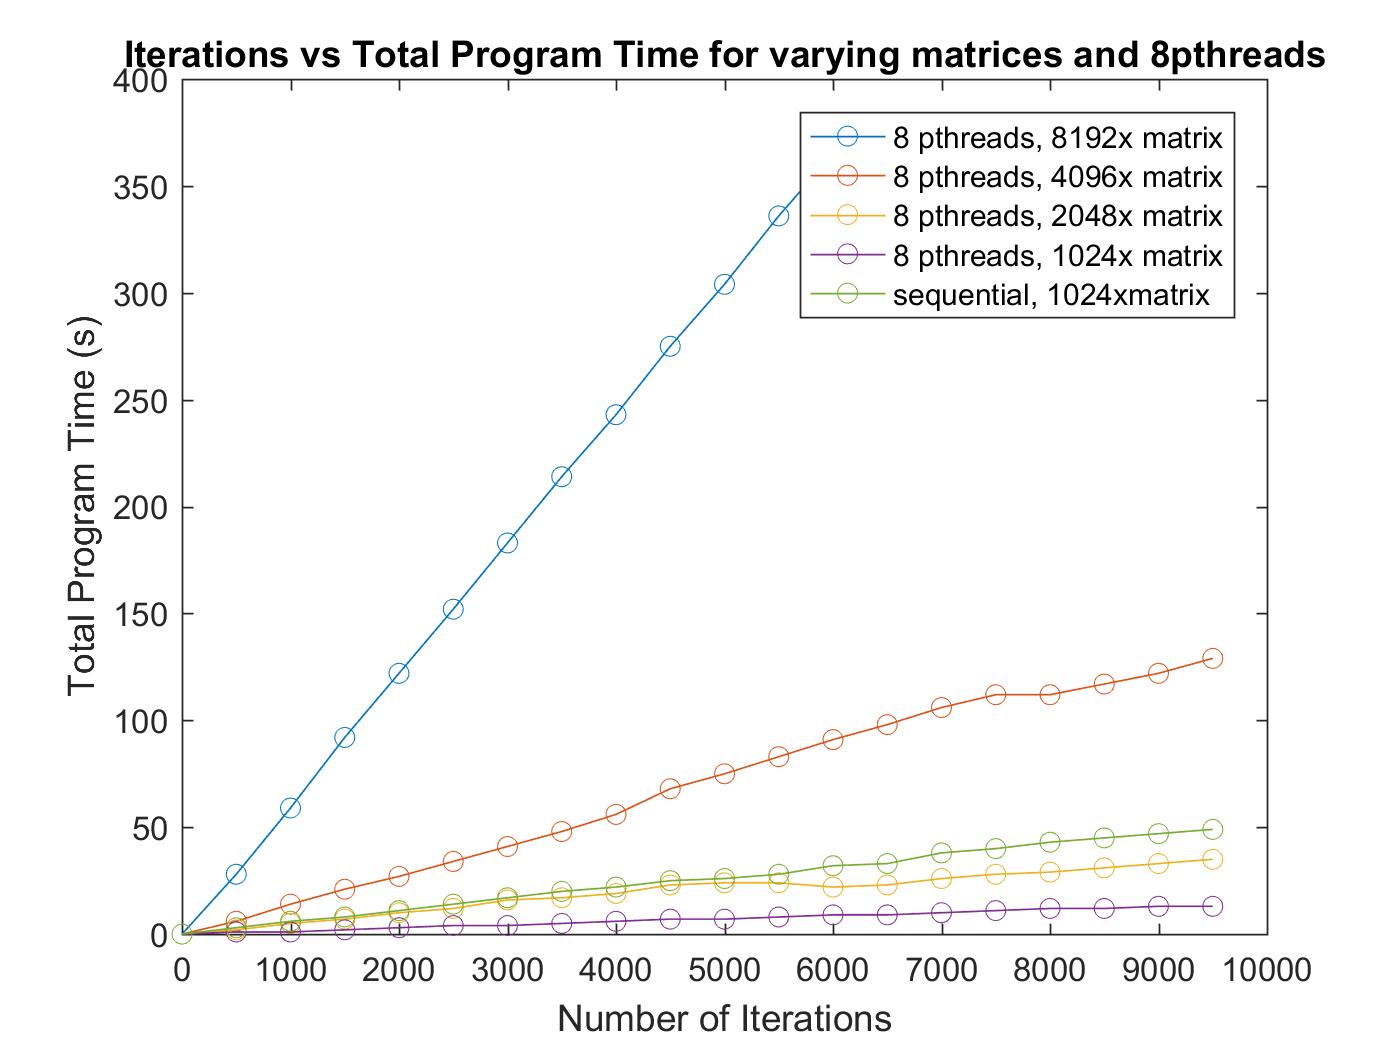 Iterations vs Total Program Time for varying matrices and 8pthreads
400
350
300
250
200
150
100
50
0
Total Program Time (s)
8 pthreads, 8192x matrix
8 pthreads, 4096x matrix
8 pthreads, 2048x matrix
8 pthreads, 1024x matrix
sequential, 1024xmatrix
0 1000 2000 3000 4000 5000 6000 7000 8000 9000 10000
Number of Iterations